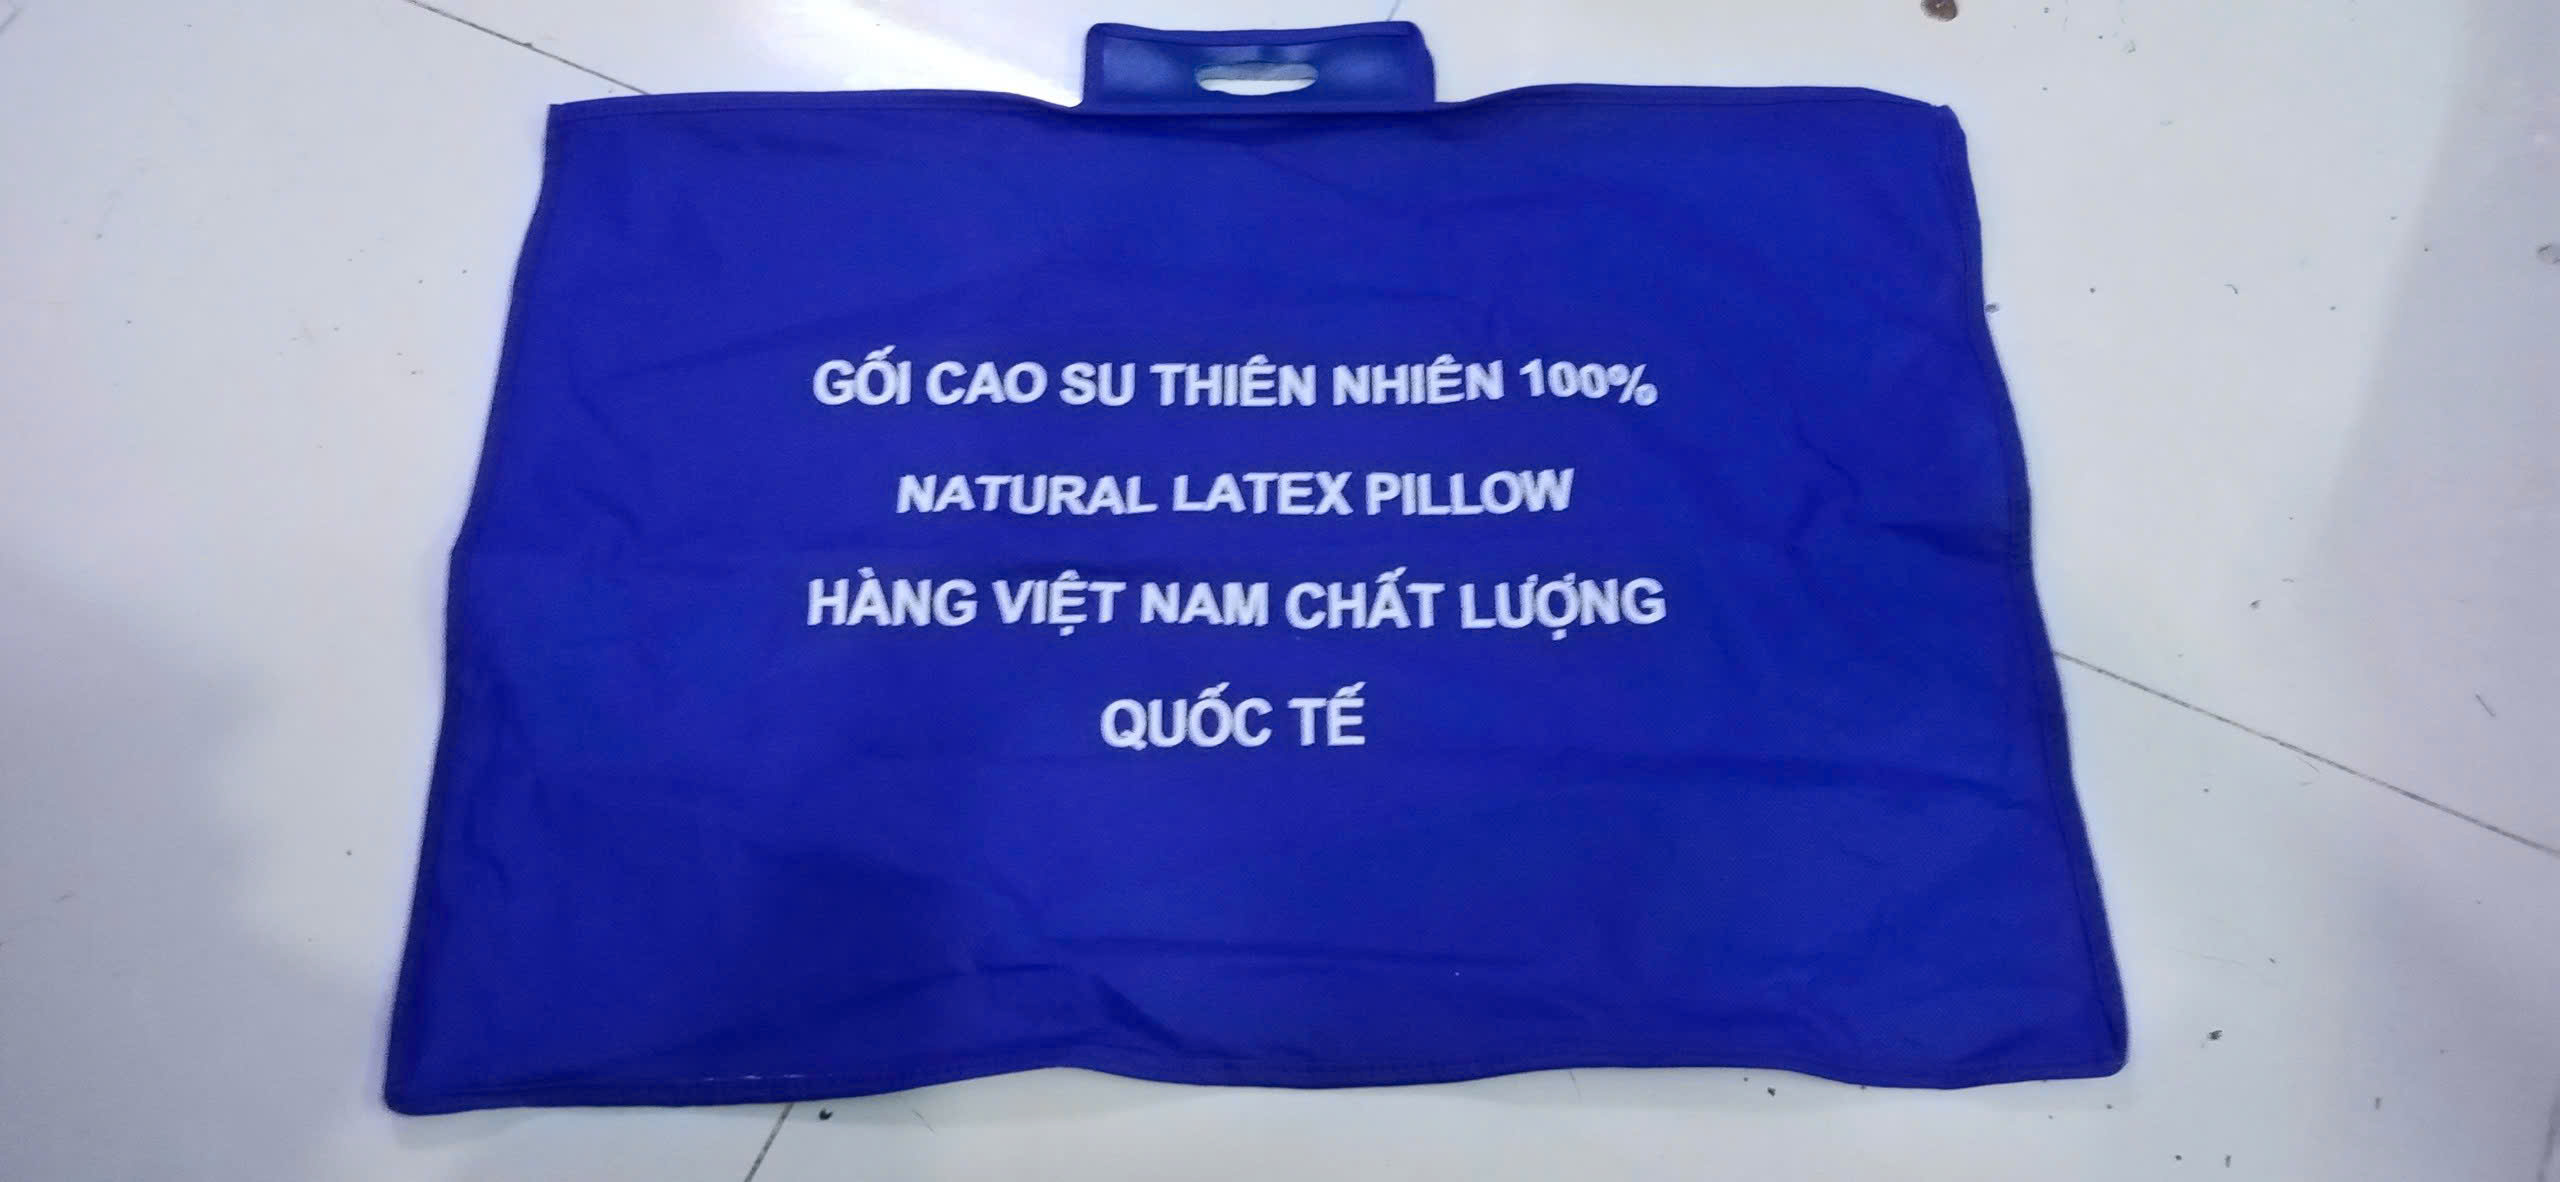 GỐI CAO SU THIÊN NHIÊN 100%
NATURAL LATEX PILLOW
HÀNG VIỆT NAM CHẤT LƯỢNG
QUỐC TẾ